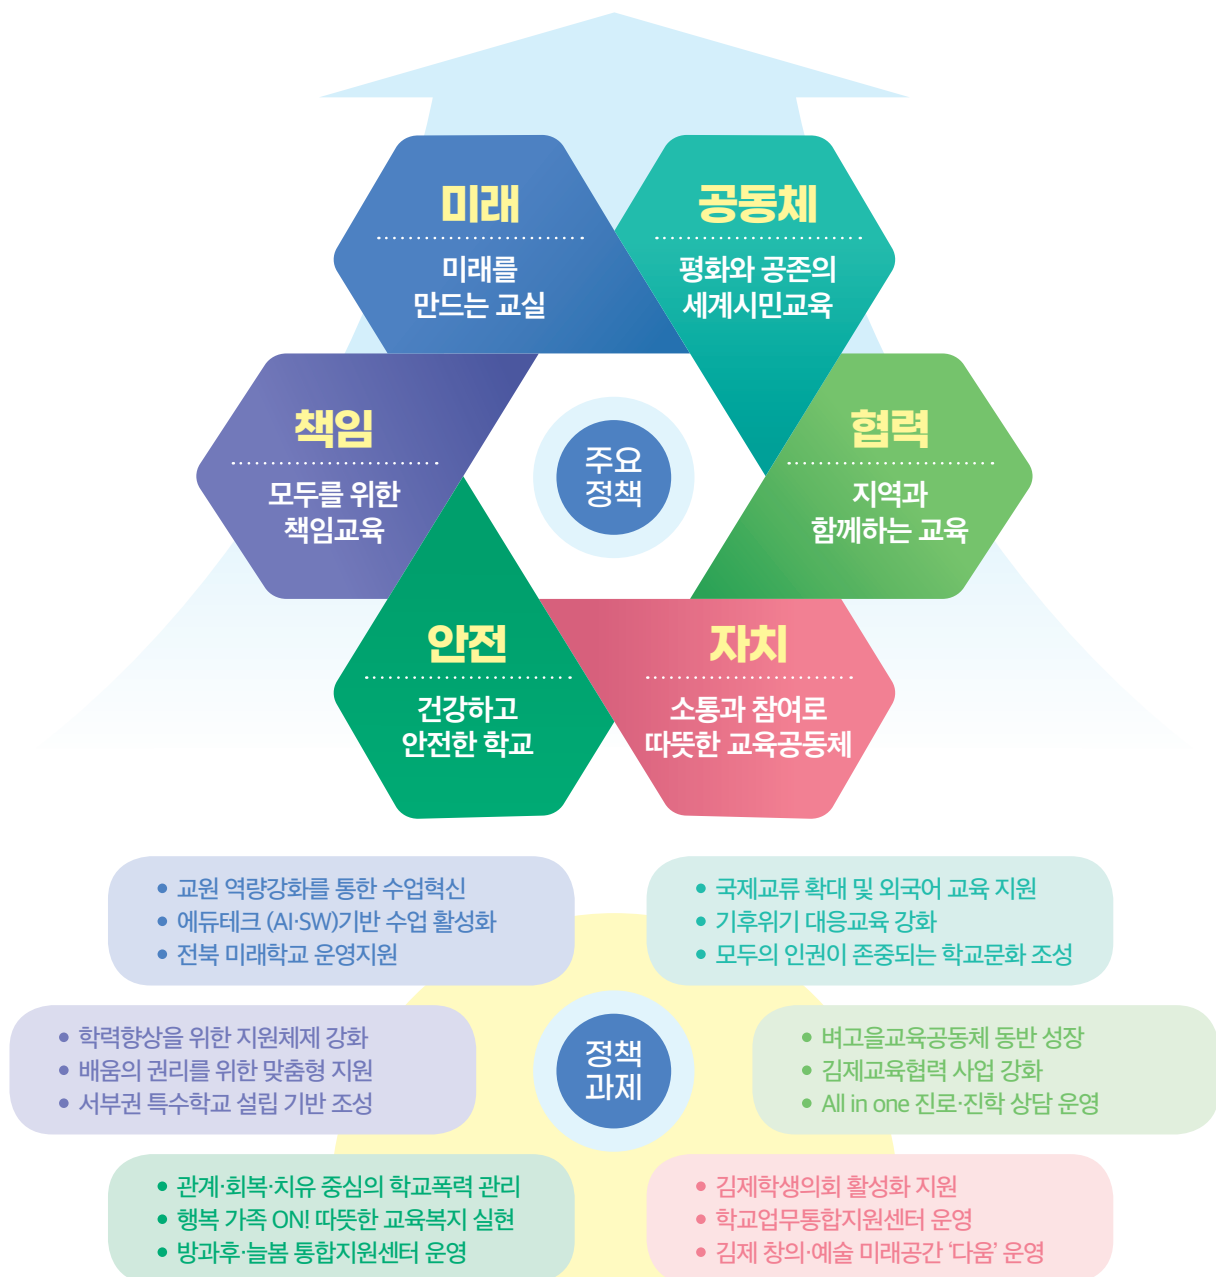 미래
미래를
만드는 교실
공동체
평화와 공존의
세계시민교육
책임
모두를 위한
책임교육
주요
정책
협력
지역과
함께하는 교육
안전
건강하고
안전한 학교
자치
소통과 참여로
따뜻한 교육공동체
• 교원 역량강화를 통한 수업혁신
• 에듀테크 (AI·SW)기반 수업 활성화
• 전북 미래학교 운영지원
• 국제교류 확대 및 외국어 교육 지원
• 기후위기 대응교육 강화
• 모두의 인권이 존중되는 학교문화 조성
• 학력향상을 위한 지원체제 강화
• 배움의 권리를 위한 맞춤형 지원
• 서부권 특수학교 설립 기반 조성
정책
과제
• 벼고을교육공동체 동반 성장
• 김제교육협력 사업 강화
• All in one 진로·진학 상담 운영
• 관계·회복·치유 중심의 학교폭력 관리
• 행복 가족 ON! 따뜻한 교육복지 실현
• 방과후·늘봄 통합지원센터 운영
• 김제학생의회 활성화 지원
• 학교업무통합지원센터 운영
• 김제 창의·예술 미래공간 ‘다움’ 운영